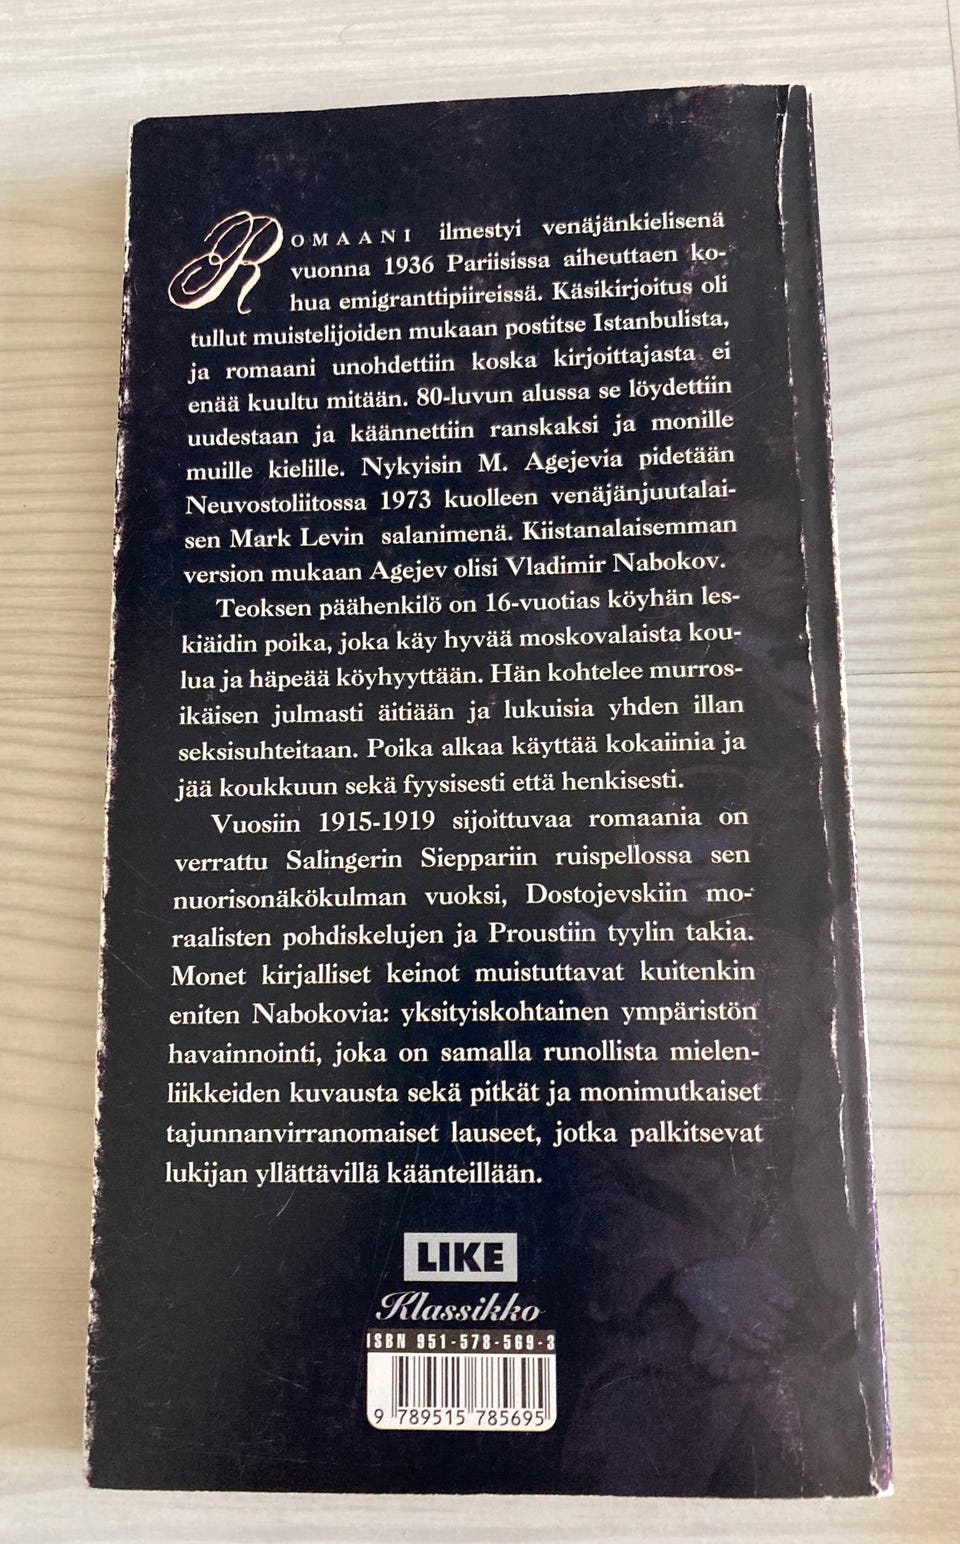 ROMAANI ilmestyi venäjänkielisenä
vuonna 1936 Pariisissa aiheuttaen ko-
hua emigranttipiireissä. Käsikirjoitus oli
tullut muistelijoiden mukaan postitse Istanbulista,
ja romaani unohdettiin koska kirjoittajasta ei
enää kuultu mitään. 80-luvun alussa se löydettiin
uudestaan ja käännettiin ranskaksi ja monille
muille kielille. Nykyisin M. Agejevia pidetään
Neuvostoliitossa 1973 kuolleen venäjänjuutalai-
sen Mark Levin salanimenä. Kiistanalaisemman
version mukaan Agejev olisi Vladimir Nabokov.
Teoksen päähenkilö on 16-vuotias köyhän les-
kiäidin poika, joka käy hyvää moskovalaista kou-
lua ja häpeää köyhyyttään. Hän kohtelee murros-
ikäisen julmasti äitiään ja lukuisia yhden illan
seksisuhteitaan. Poika alkaa käyttää kokaiinia ja
jää koukkuun sekä fyysisesti että henkisesti.
Vuosiin 1915-1919 sijoittuvaa romaania on
verrattu Salingerin Sieppariin ruispellossa sen
nuorisonäkökulman vuoksi, Dostojevskiin mo-
raalisten pohdiskelujen ja Proustiin tyylin takia.
Monet kirjalliset keinot muistuttavat kuitenkin
eniten Nabokovia: yksityiskohtainen ympäristön
havainnointi, joka on samalla runollista mielen-
liikkeiden kuvausta sekä pitkät ja monimutkaiset
tajunnanvirranomaiset lauseet, jotka palkitsevat
lukijan yllättävillä käänteillään.
LIKE
Klassikko
ISBN 951-578-569-3
9 789515 785695